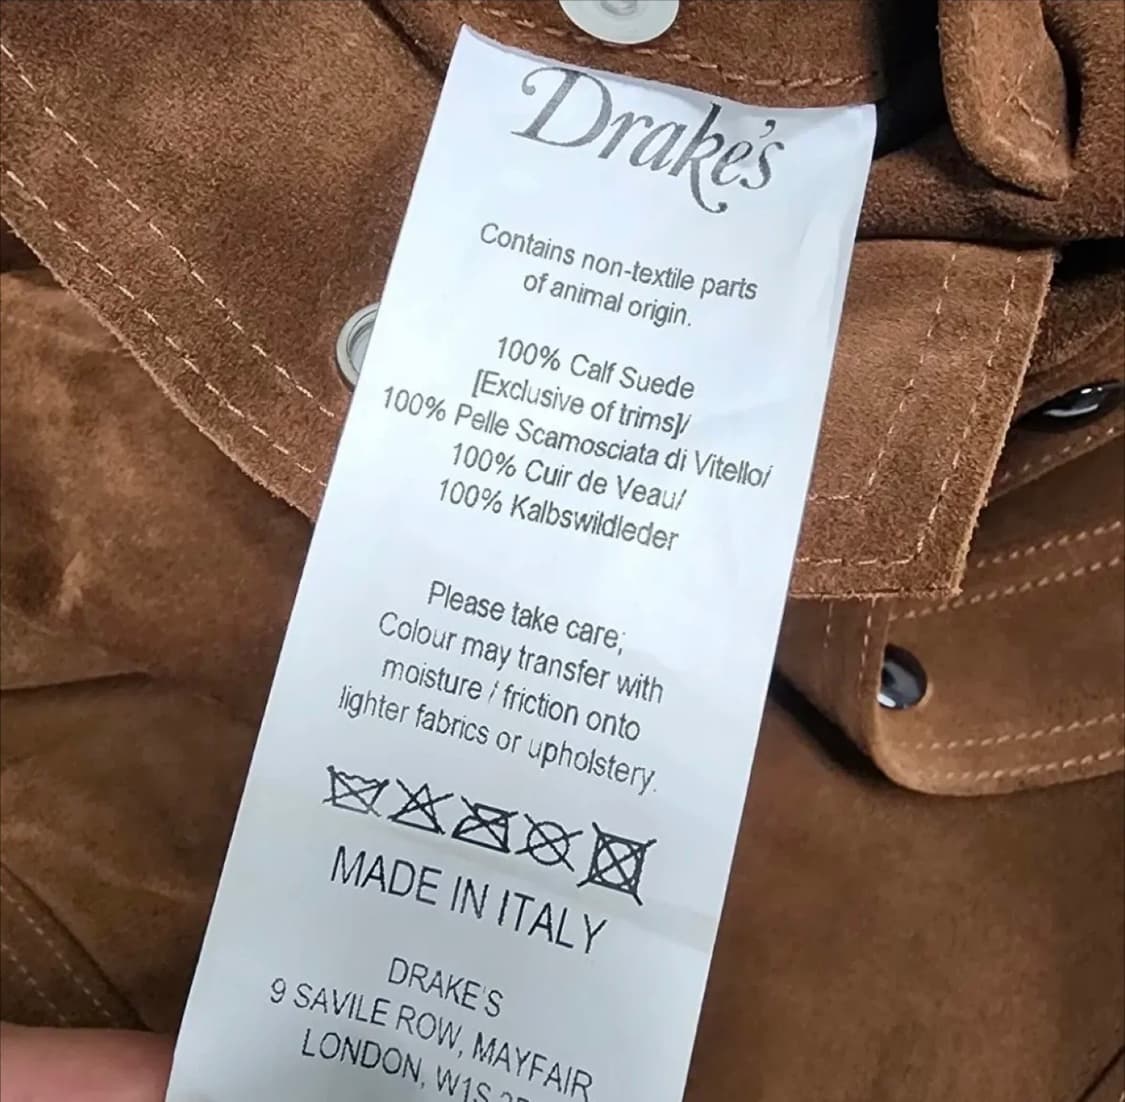 Drake's
Contains non-textile parts
of animal origin.
100% Calf Suede
[Exclusive of trims]/
100% Pelle Scamosciata di Vitello/
100% Cuir de Veau/
100% Kalbswildleder
Please take care;
Colour may transfer with
moisture / friction onto
lighter fabrics or upholstery.
MADE IN ITALY
DRAKE'S
9 SAVILE ROW, MAYFAIR
LONDON, W1S